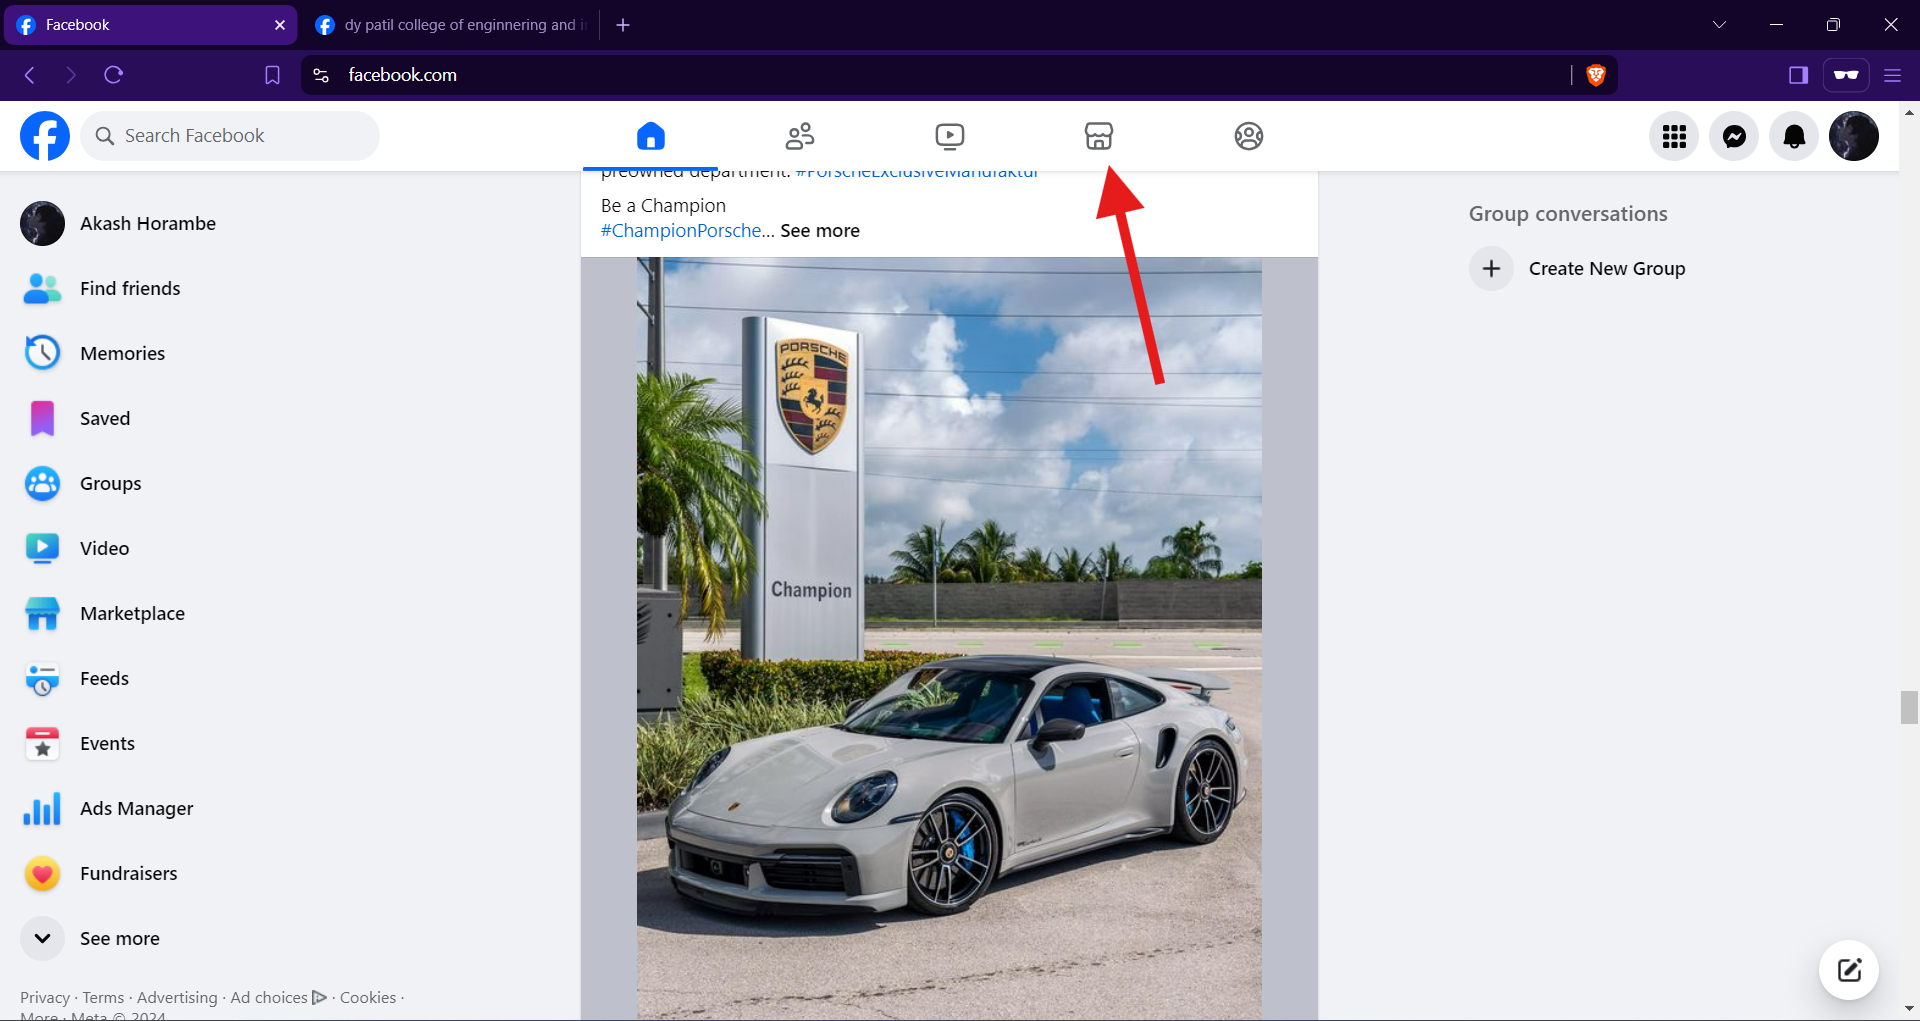 Facebook
dy patil college of enginnering and i
facebook.com
Search Facebook
preowned department. #PorscheExclusiveManufaktur
Be a Champion
#ChampionPorsche... See more
Akash Horambe
Find friends
Memories
Saved
Groups
Video
Marketplace
Feeds
Events
Ads Manager
Fundraisers
See more
Privacy · Terms · Advertising · Ad choices · Cookies ·
More · Meta © 2024
PORSCHE
Champion
Group conversations
Create New Group